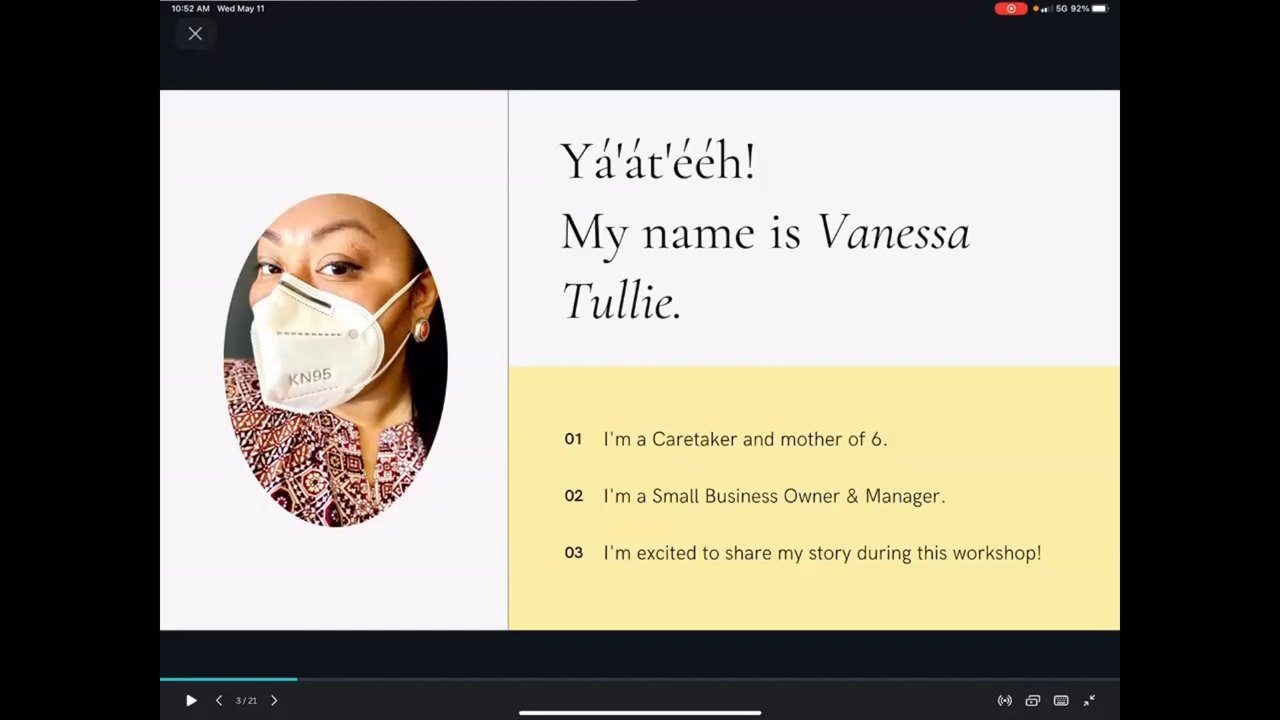 10:52 AM Wed May 11
5G 92%
Yá'át'ééh!
My name is Vanessa
Tullie.
KN95
01 I'm a Caretaker and mother of 6.
02 I'm a Small Business Owner & Manager.
03 I'm excited to share my story during this workshop!
3 / 21